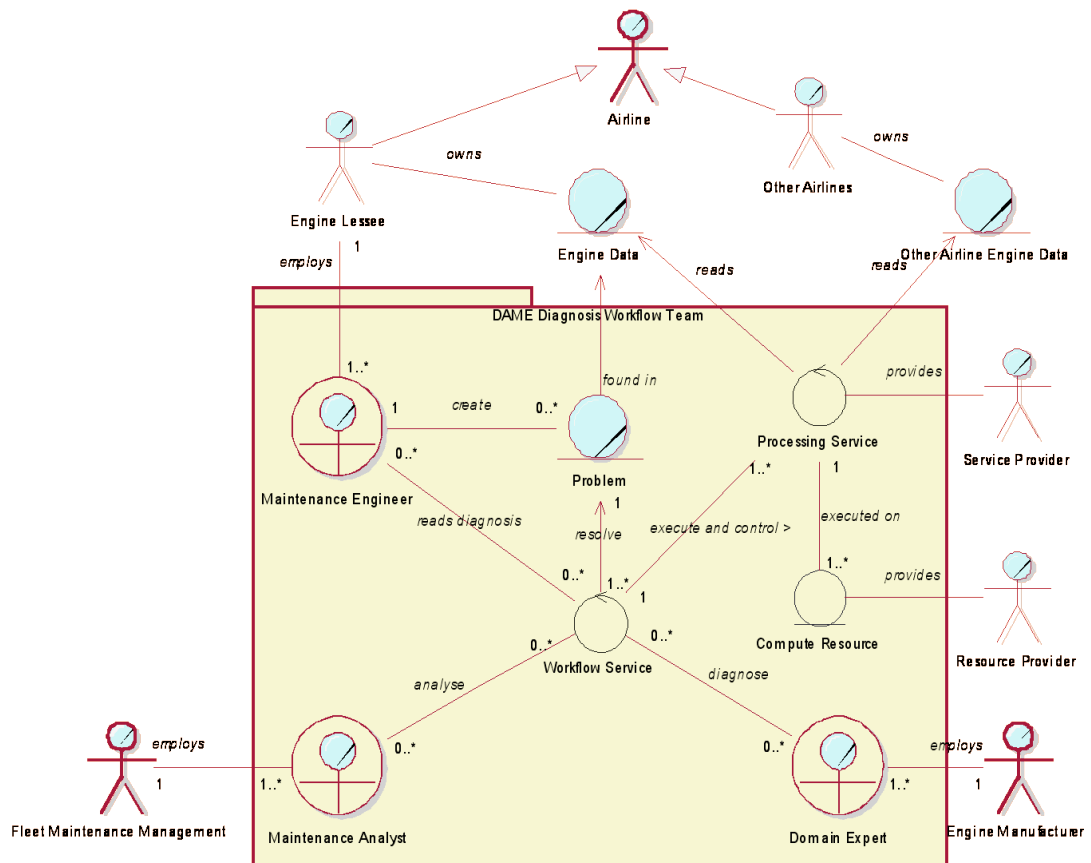 Airline
owns
owns
Other Airlines
Engine Lessee
Engine Data
Other Airline Engine Data
1
employs
reads
reads
DAME Diagnosis Workflow Team
1..*
found in
provides
1
create
0..*
0..*
Processing Service
Service Provider
Maintenance Engineer
Problem
1..*
1
1
reads diagnosis
resolve
execute and control >
executed on
0..*
1..*
1
1..*
provides
0..*
Workflow Service
0..*
Compute Resource
Resource Provider
analyse
diagnose
employs
0..*
0..*
employs
1
1..*
1..*
1
Fleet Maintenance Management
Maintenance Analyst
Domain Expert
Engine Manufacturer